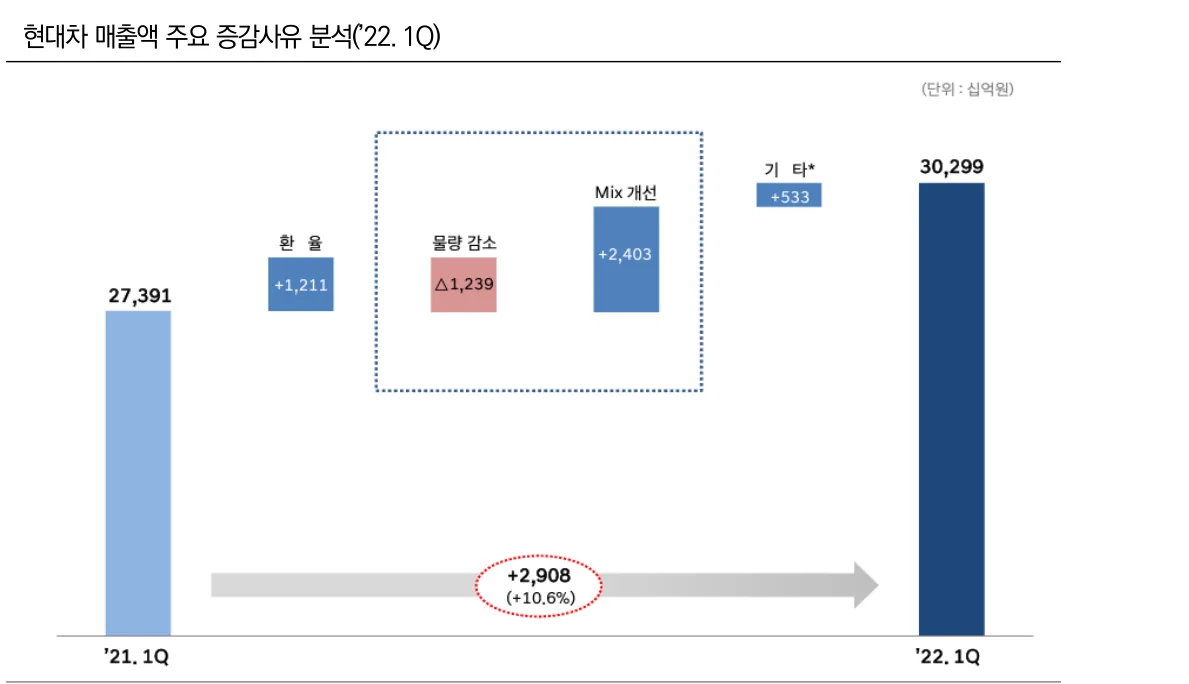 현대차 매출액 주요 증감사유 분석(’22. 1Q)
(단위 : 십억원)
27,391
환 율
+1,211
물량 감소
△1,239
Mix 개선
+2,403
기 타*
+533
30,299
+2,908
(+10.6%)
’21. 1Q
’22. 1Q